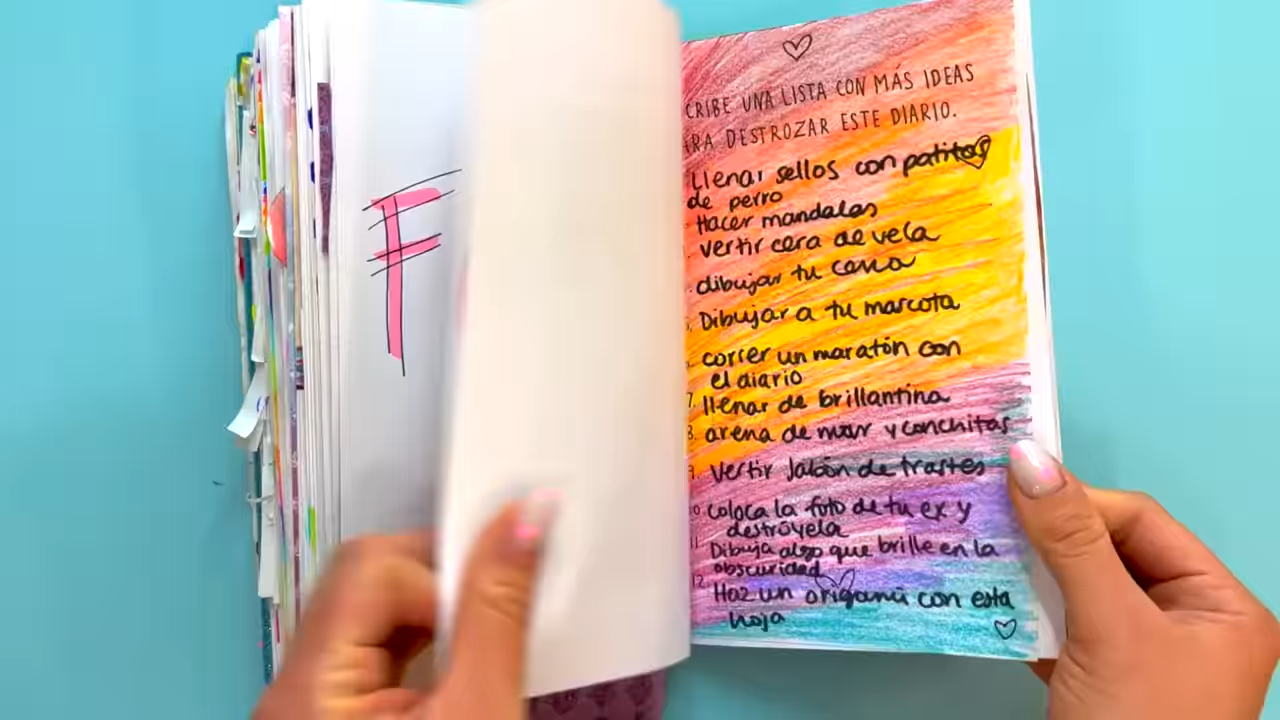 F
CRIBE UNA LISTA CON MÁS IDEAS
RA DESTROZAR ESTE DIARIO.
Llenar sellos con patitas
de perro
Hacer mandalas
vertir cera de vela
dibujar tu cena
Dibujar a tu mascota
correr un maratón con
el diario
7. llenar de brillantina
8. arena de mar y conchitas
9. Vertir Jabón de trastes
10 coloca la foto de tu ex y
destrúyela
11. Dibuja algo que brille en la
obscuridad
12. Haz un origami con esta
hoja